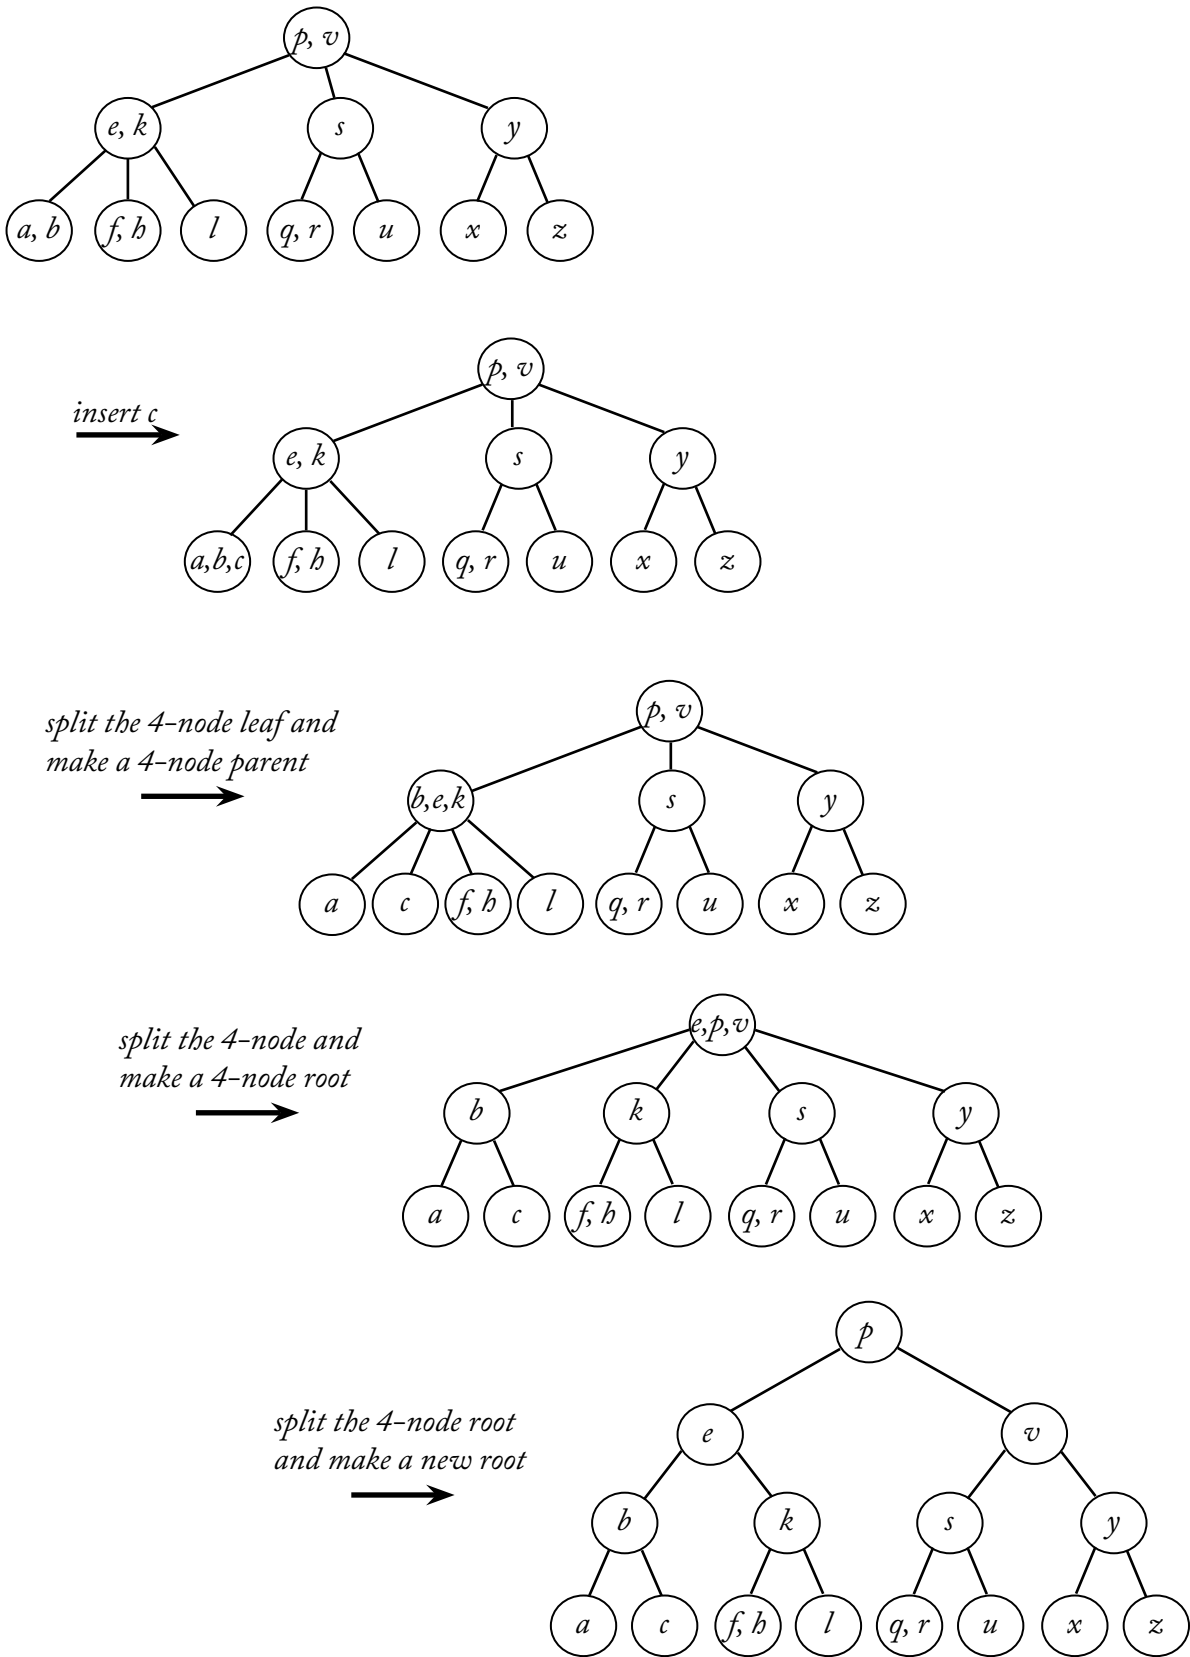 p, v
e, k
s
y
a, b
f, h
l
q, r
u
x
z
insert c
p, v
e, k
s
y
a,b,c
f, h
l
q, r
u
x
z
split the 4-node leaf and
make a 4-node parent
p, v
b,e,k
s
y
a
c
f, h
l
q, r
u
x
z
split the 4-node and
make a 4-node root
e,p,v
b
k
s
y
a
c
f, h
l
q, r
u
x
z
split the 4-node root
and make a new root
p
e
v
b
k
s
y
a
c
f, h
l
q, r
u
x
z